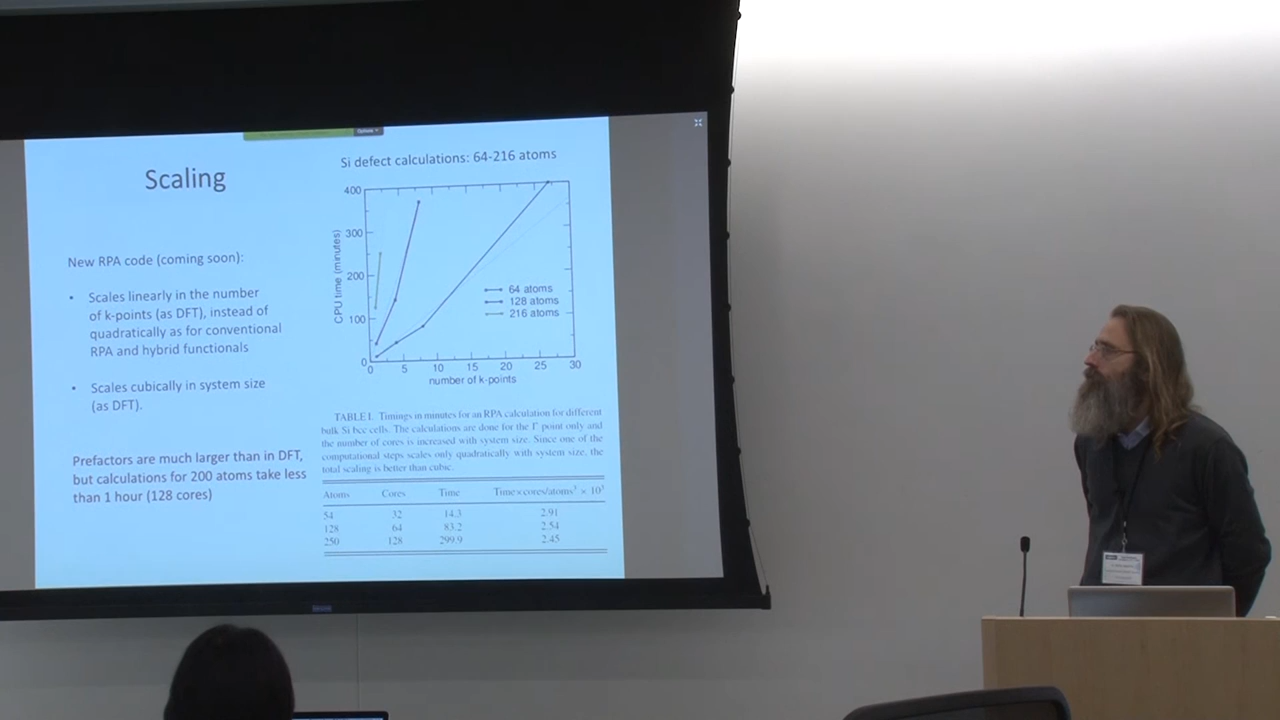 Options
Scaling
New RPA code (coming soon):
• Scales linearly in the number
of k-points (as DFT), instead of
quadratically as for conventional
RPA and hybrid functionals
• Scales cubically in system size
(as DFT).
Prefactors are much larger than in DFT,
but calculations for 200 atoms take less
than 1 hour (128 cores)
Si defect calculations: 64-216 atoms
400
300
200
100
0
CPU time (minutes)
0 5 10 15 20 25 30
number of k-points
64 atoms
128 atoms
216 atoms
TABLE I. Timings in minutes for an RPA calculation for different
bulk Si bcc cells. The calculations are done for the Γ point only and
the number of cores is increased with system size. Since one of the
computational steps scales only quadratically with system size, the
total scaling is better than cubic.
Atoms Cores Time Time×cores/atoms³ × 10³
54 32 14.3 2.91
128 64 83.2 2.54
250 128 299.9 2.45